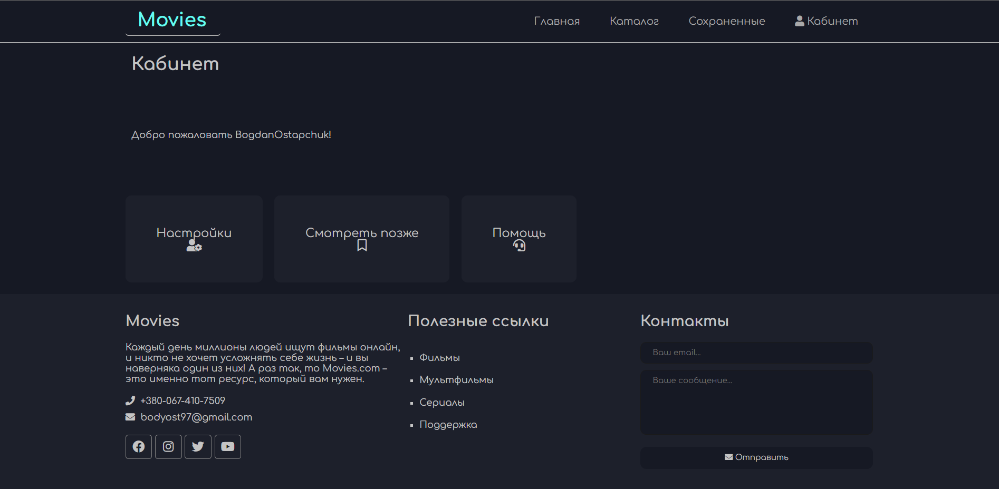 Movies
Главная
Каталог
Сохраненные
Кабинет
Кабинет
Добро пожаловать BogdanOstapchuk!
Настройки
Смотреть позже
Помощь
Movies
Каждый день миллионы людей ищут фильмы онлайн,
и никто не хочет усложнять себе жизнь – и вы
наверняка один из них! А раз так, то Movies.com –
это именно тот ресурс, который вам нужен.
+380-067-410-7509
bodyost97@gmail.com
Полезные ссылки
Фильмы
Мультфильмы
Сериалы
Поддержка
Контакты
Ваш email...
Ваше сообщение...
Отправить